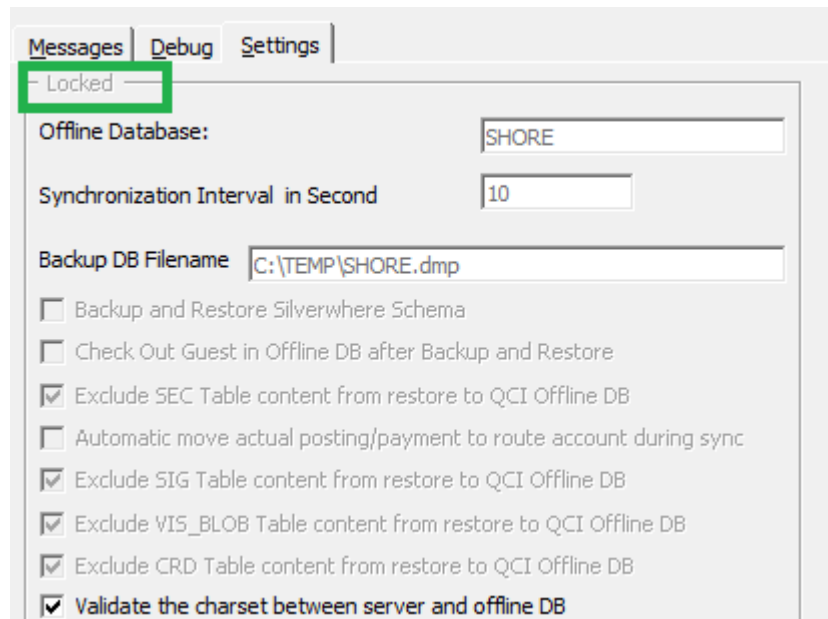 Messages Debug Settings
Locked
Offline Database: SHORE
Synchronization Interval in Second 10
Backup DB Filename C:\TEMP\SHORE.dmp
Backup and Restore Silverwhere Schema
Check Out Guest in Offline DB after Backup and Restore
Exclude SEC Table content from restore to QCI Offline DB
Automatic move actual posting/payment to route account during sync
Exclude SIG Table content from restore to QCI Offline DB
Exclude VIS_BLOB Table content from restore to QCI Offline DB
Exclude CRD Table content from restore to QCI Offline DB
Validate the charset between server and offline DB